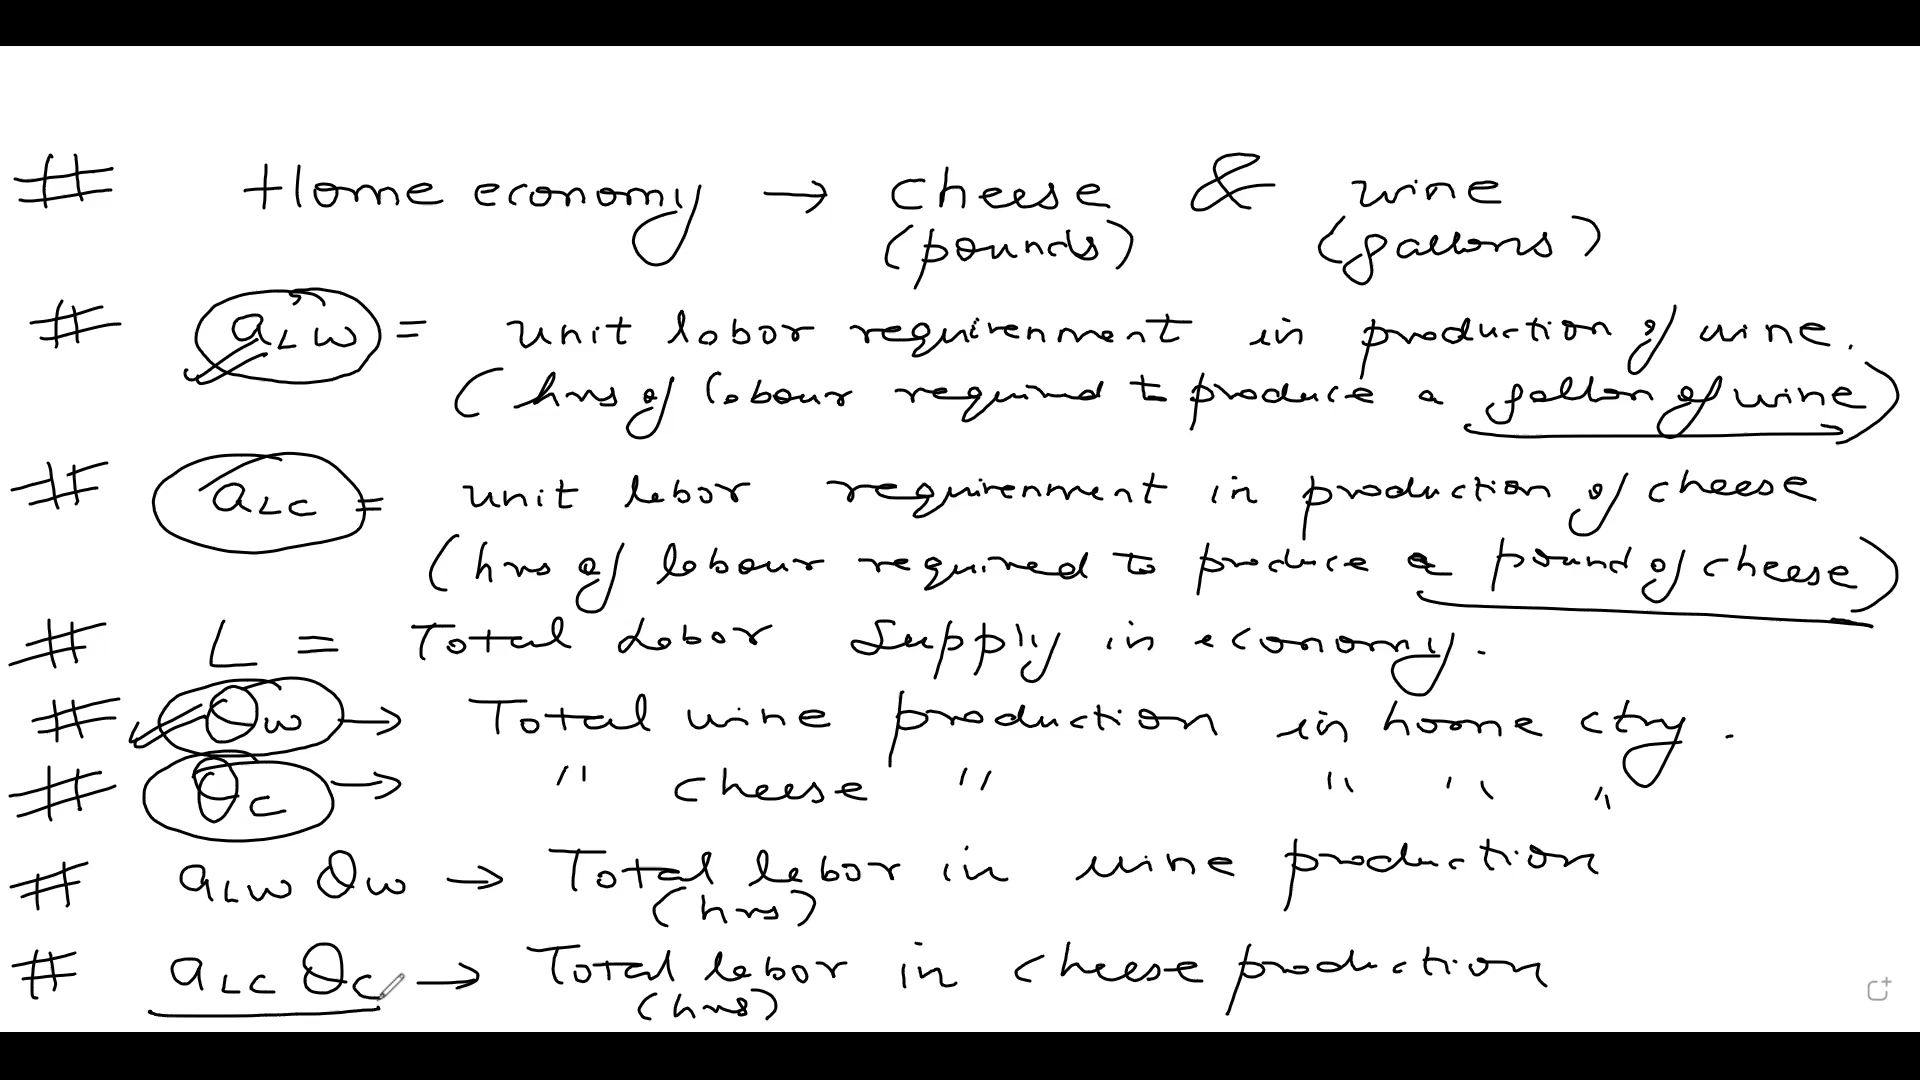 # Home economy → cheese & wine
(pounds) (gallons)
# aLW = unit labor requirement in production of wine.
(hrs of labour required to produce a gallon of wine)
# aLC = unit labor requirement in production of cheese
(hrs of labour required to produce a pound of cheese)
# L = Total Labor Supply in economy.
# QW → Total wine production in home ctry.
# QC → " cheese " " " "
# aLW QW → Total labor in wine production
(hrs)
# aLC QC → Total labor in cheese production
(hrs)